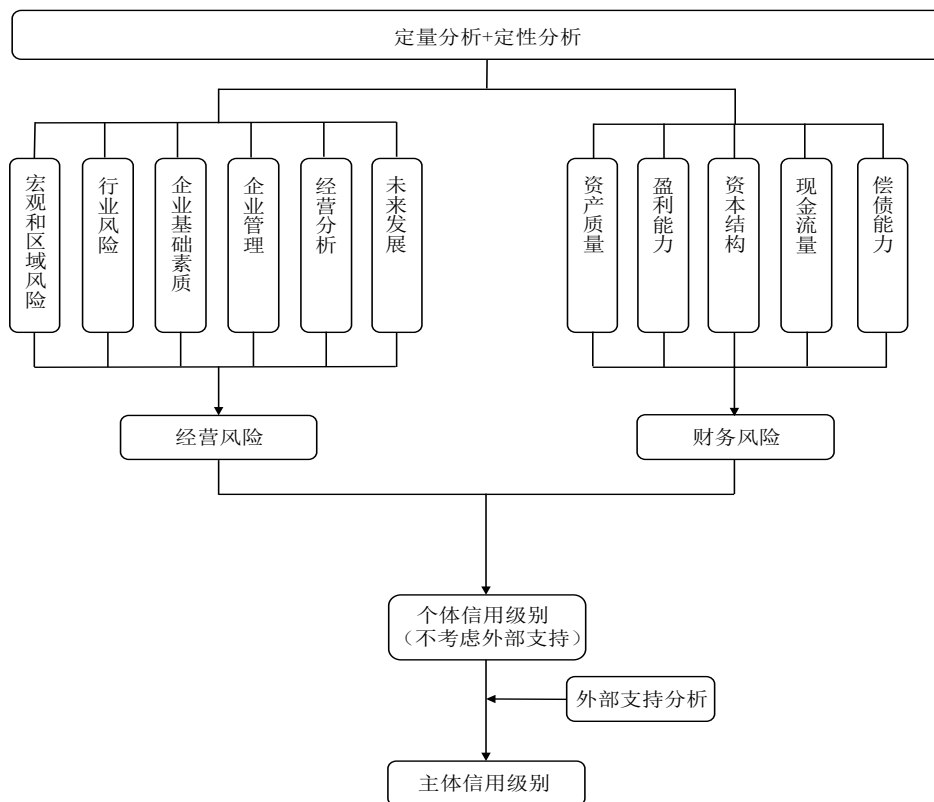 定量分析+定性分析
宏观和区域风险
行业风险
企业基础素质
企业管理
经营分析
未来发展
资产质量
盈利能力
资本结构
现金流量
偿债能力
经营风险
财务风险
个体信用级别
（不考虑外部支持）
外部支持分析
主体信用级别